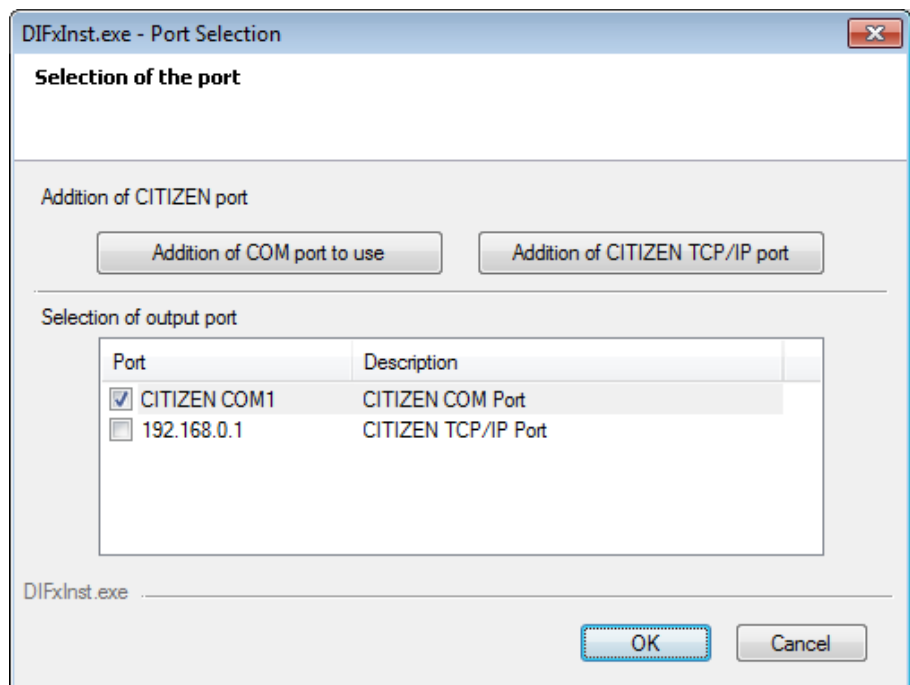 DIFxInst.exe - Port Selection
Selection of the port
Addition of CITIZEN port
Addition of COM port to use
Addition of CITIZEN TCP/IP port
Selection of output port
Port Description
CITIZEN COM1 CITIZEN COM Port
192.168.0.1 CITIZEN TCP/IP Port
DIFxInst.exe
OK Cancel